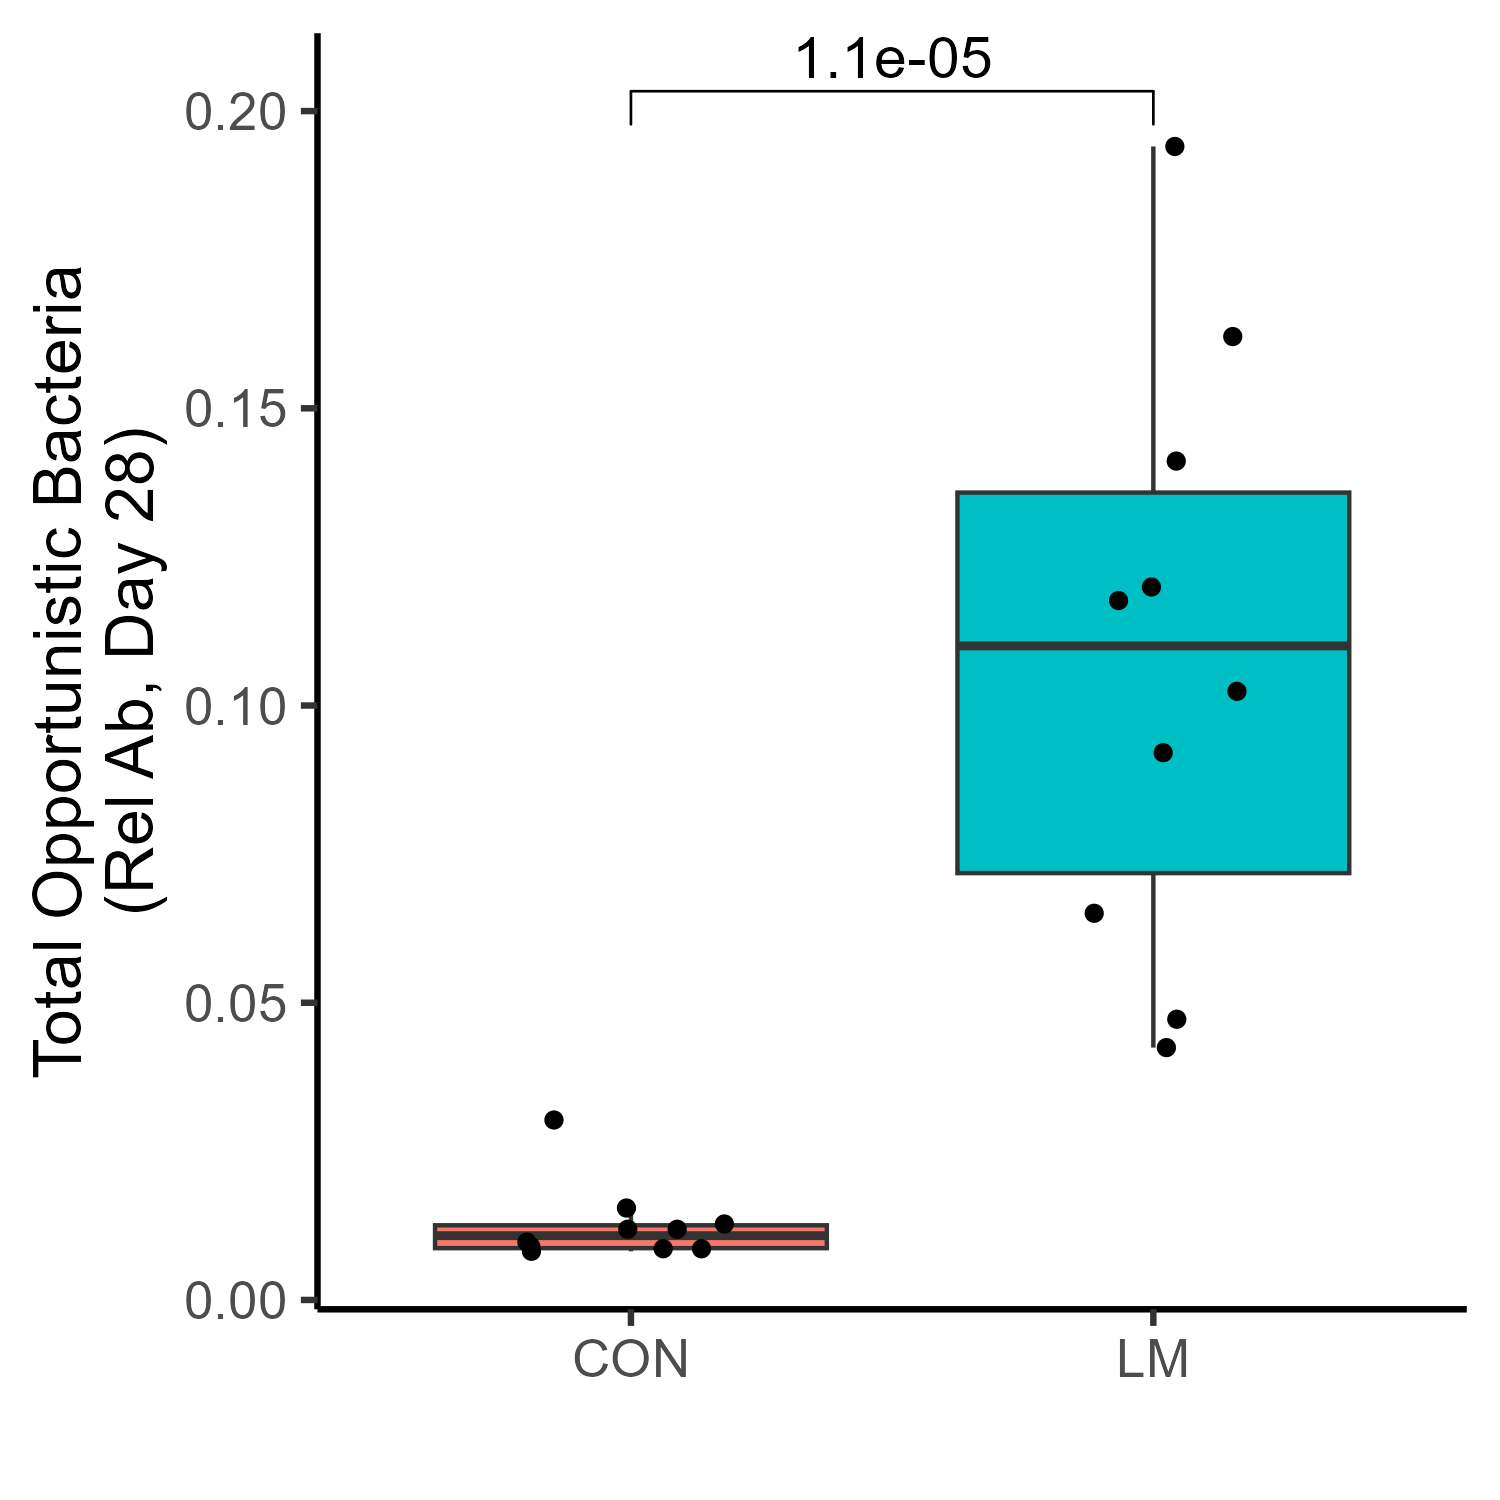 1.1e-05
Total Opportunistic Bacteria
(Rel Ab, Day 28)
0.20
0.15
0.10
0.05
0.00
CON
LM